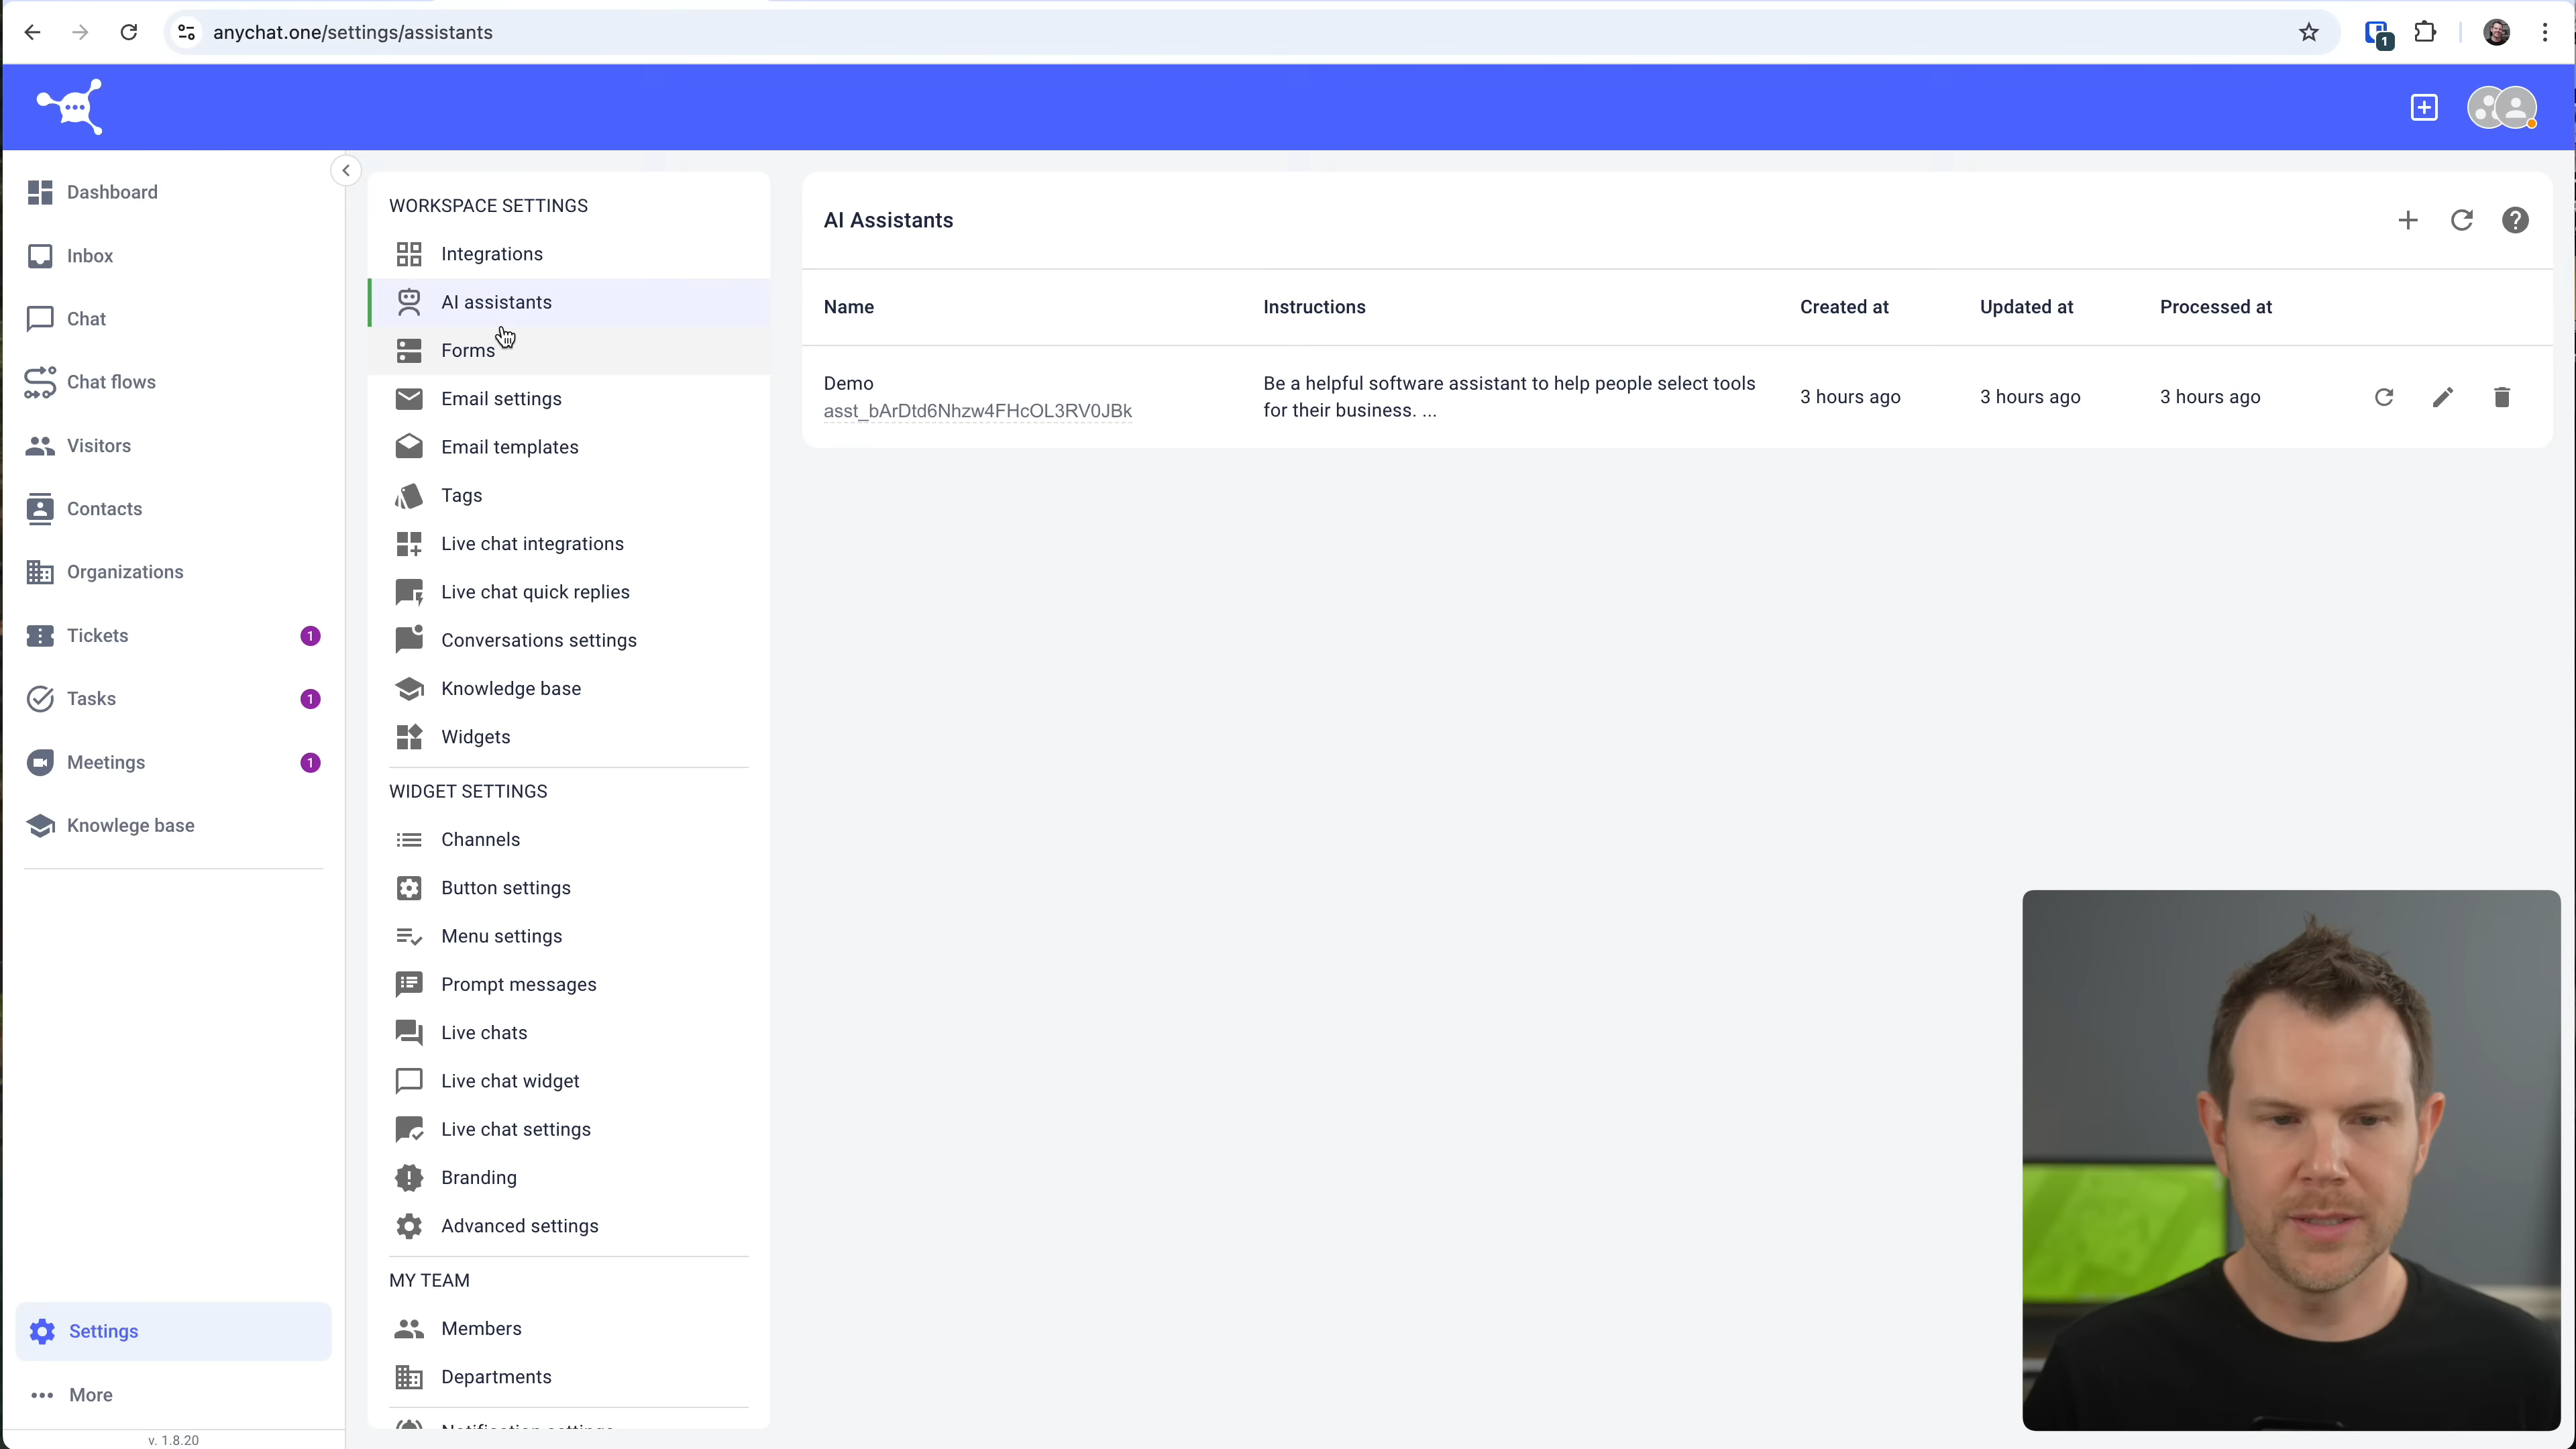 anychat.one/settings/assistants
1
Dashboard
Inbox
Chat
Chat flows
Visitors
Contacts
Organizations
Tickets
1
Tasks
1
Meetings
1
Knowlege base
Settings
More
v. 1.8.20
WORKSPACE SETTINGS
Integrations
AI assistants
Forms
Email settings
Email templates
Tags
Live chat integrations
Live chat quick replies
Conversations settings
Knowledge base
Widgets
WIDGET SETTINGS
Channels
Button settings
Menu settings
Prompt messages
Live chats
Live chat widget
Live chat settings
Branding
Advanced settings
MY TEAM
Members
Departments
Notification settings
AI Assistants
Name
Instructions
Created at
Updated at
Processed at
Demo
asst_bArDtd6Nhzw4FHcOL3RV0JBk
Be a helpful software assistant to help people select tools
for their business. ...
3 hours ago
3 hours ago
3 hours ago